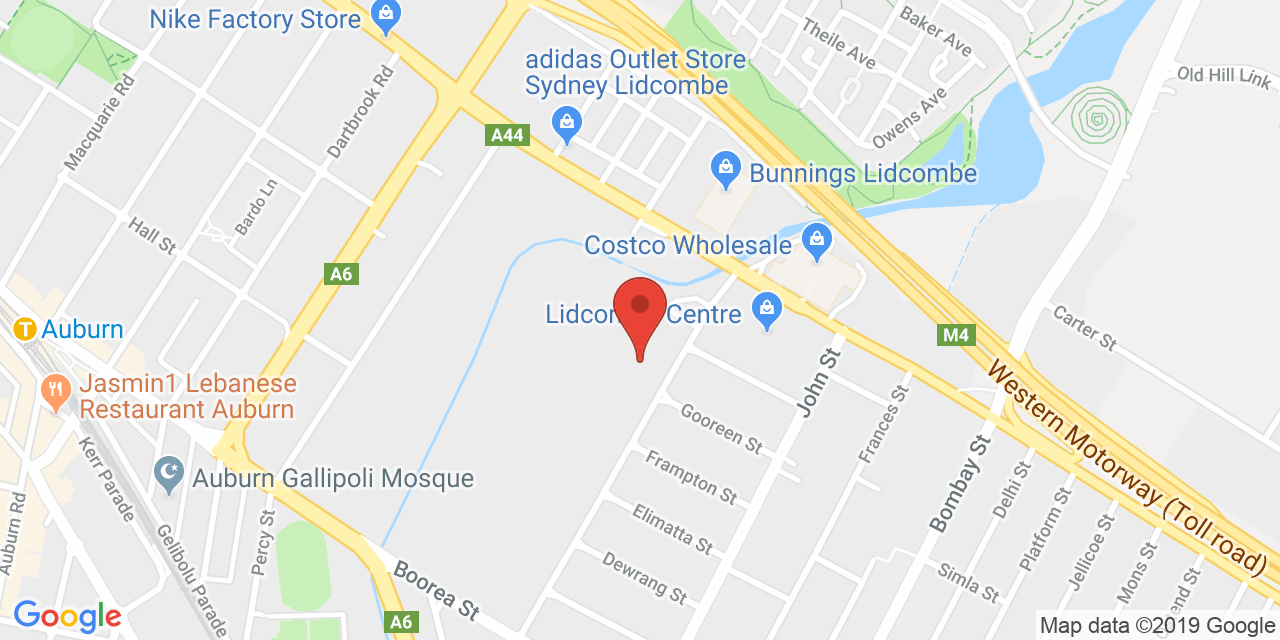 Nike Factory Store
adidas Outlet Store
Sydney Lidcombe
Theile Ave
Baker Ave
Old Hill Link
Macquarie Rd
Dartbrook Rd
Owens Ave
A44
Bunnings Lidcombe
Bardo Ln
Hall St
Costco Wholesale
A6
Auburn
Lidcom
Centre
M4
Carter St
Jasmin1 Lebanese
Restaurant Auburn
John St
Western Motorway (Toll road)
Gooreen St
Frances St
Kerr Parade
Auburn Gallipoli Mosque
Frampton St
Bombay St
Delhi St
Auburn Rd
Percy St
Gelibolu Parade
Elimatta St
Platform St
Jellicoe St
Mons St
Dewrang St
Boorea St
Simla St
end St
A6
Google
Map data ©2019 Google